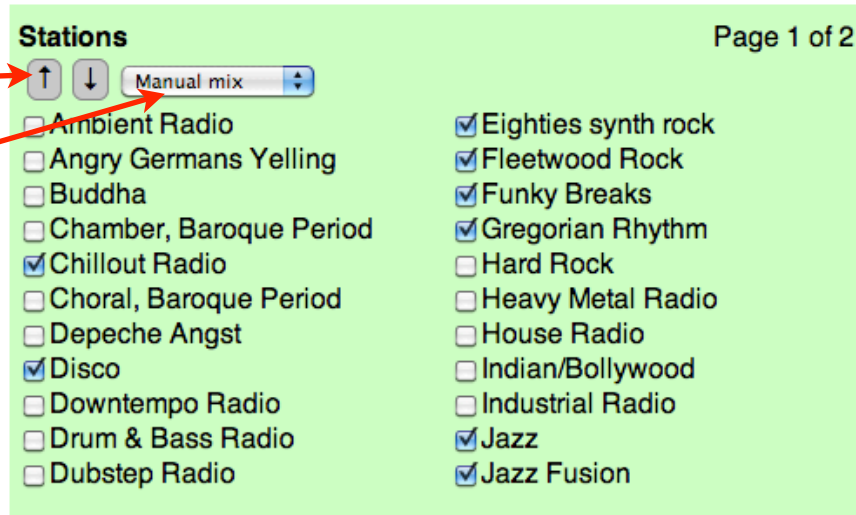 Stations
Page 1 of 2
↑ ↓ Manual mix
Ambient Radio
Angry Germans Yelling
Buddha
Chamber, Baroque Period
Chillout Radio
Choral, Baroque Period
Depeche Angst
Disco
Downtempo Radio
Drum & Bass Radio
Dubstep Radio
Eighties synth rock
Fleetwood Rock
Funky Breaks
Gregorian Rhythm
Hard Rock
Heavy Metal Radio
House Radio
Indian/Bollywood
Industrial Radio
Jazz
Jazz Fusion